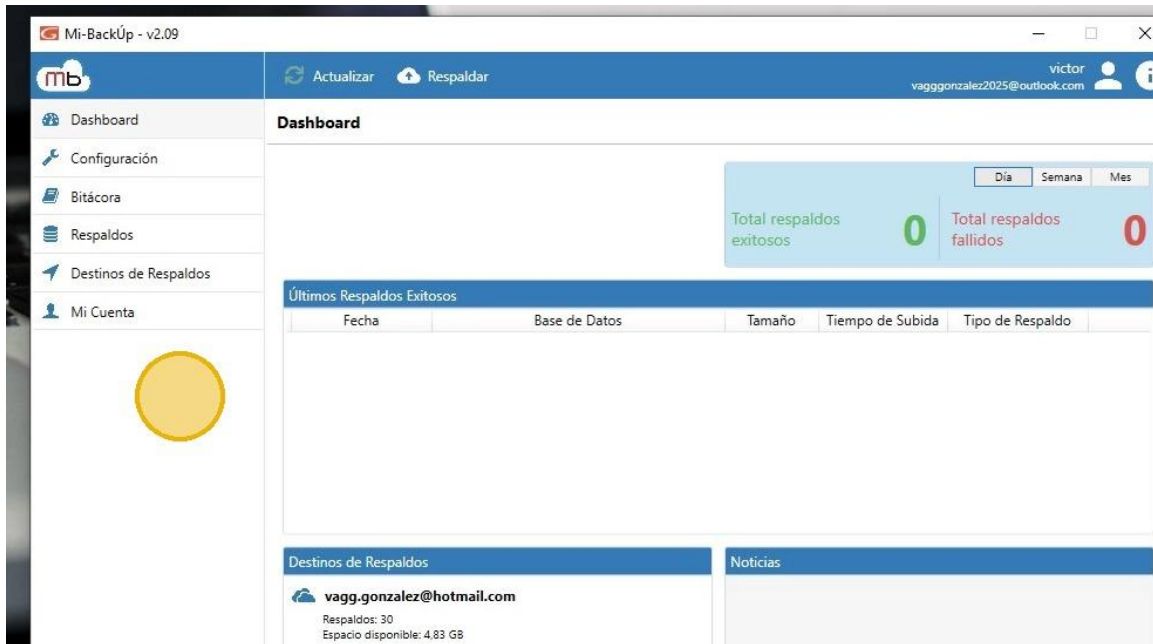 Mi-BackÚp - v2.09
mb
Actualizar
Respaldar
victor
vagggonzalez2025@outlook.com
i
Dashboard
Configuración
Bitácora
Respaldos
Destinos de Respaldos
Mi Cuenta
Dashboard
Día Semana Mes
Total respaldos
exitosos
0
Total respaldos
fallidos
0
Últimos Respaldos Exitosos
Fecha Base de Datos Tamaño Tiempo de Subida Tipo de Respaldo
Destinos de Respaldos
vagg.gonzalez@hotmail.com
Respaldos: 30
Espacio disponible: 4,83 GB
Noticias